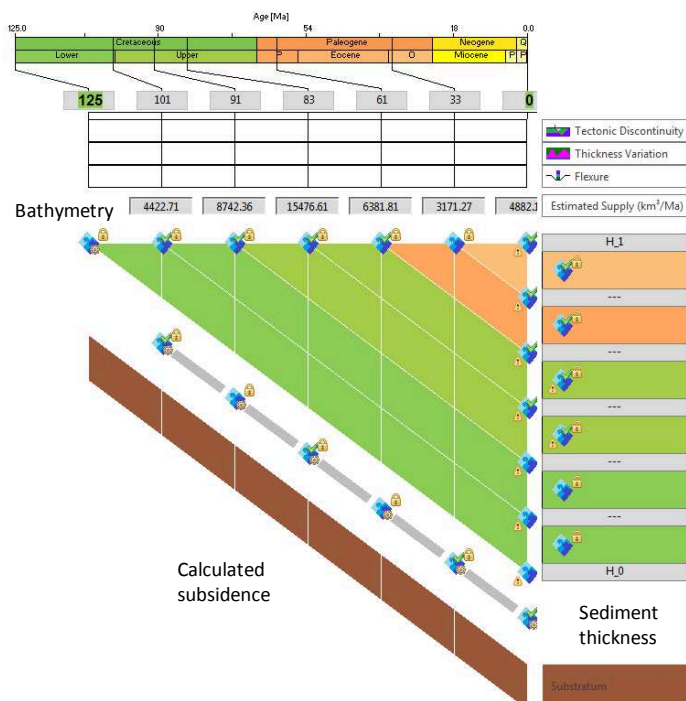 Age [Ma]
125.0 90 54 18 0.0
Cretaceous Paleogene Neogene Q
Lower Upper P Eocene O Miocene P P
125 101 91 83 61 33 0
Tectonic Discontinuity
Thickness Variation
Flexure
Bathymetry 4422.71 8742.36 15476.61 6381.81 3171.27 4882.1 Estimated Supply (km³/Ma)
H_1
---
---
---
---
---
H_0
Calculated
subsidence
Sediment
thickness
Substratum